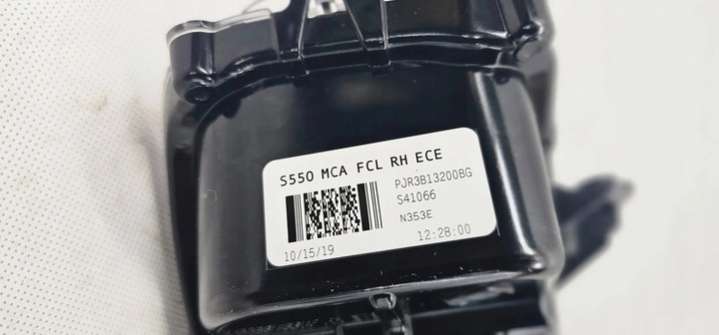 S550 MCA FCL RH ECE
PJR3B13200BG
S41066
N353E
10/15/19
12:28:00